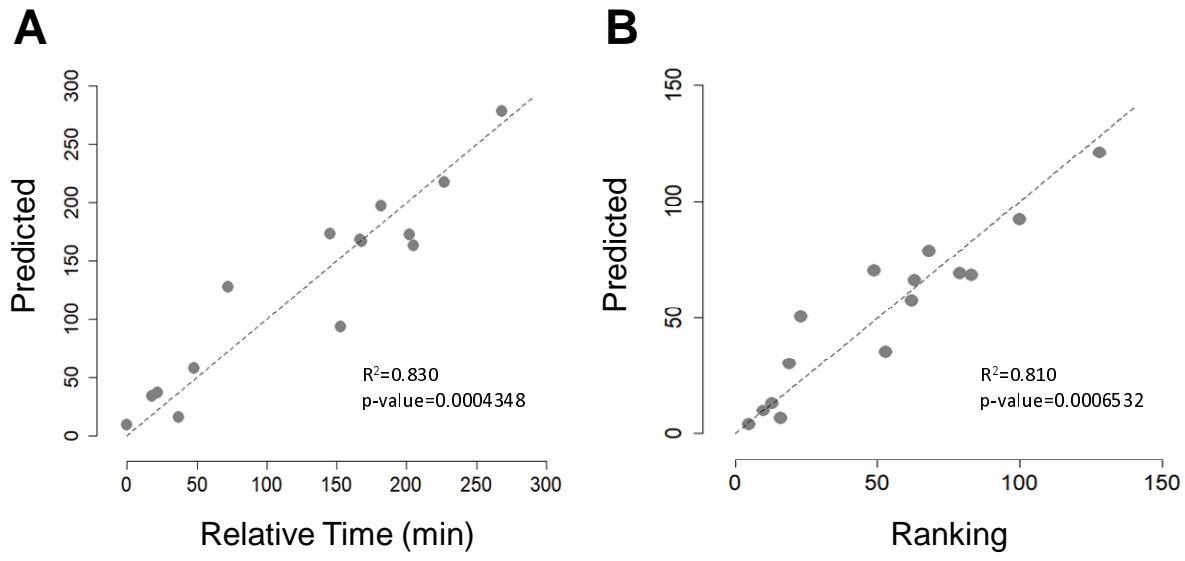 A
Predicted
0
50
100
150
200
250
300
0
50
100
150
200
250
300
Relative Time (min)
R²=0.830
p-value=0.0004348
B
Predicted
0
50
100
150
0
50
100
150
Ranking
R²=0.810
p-value=0.0006532